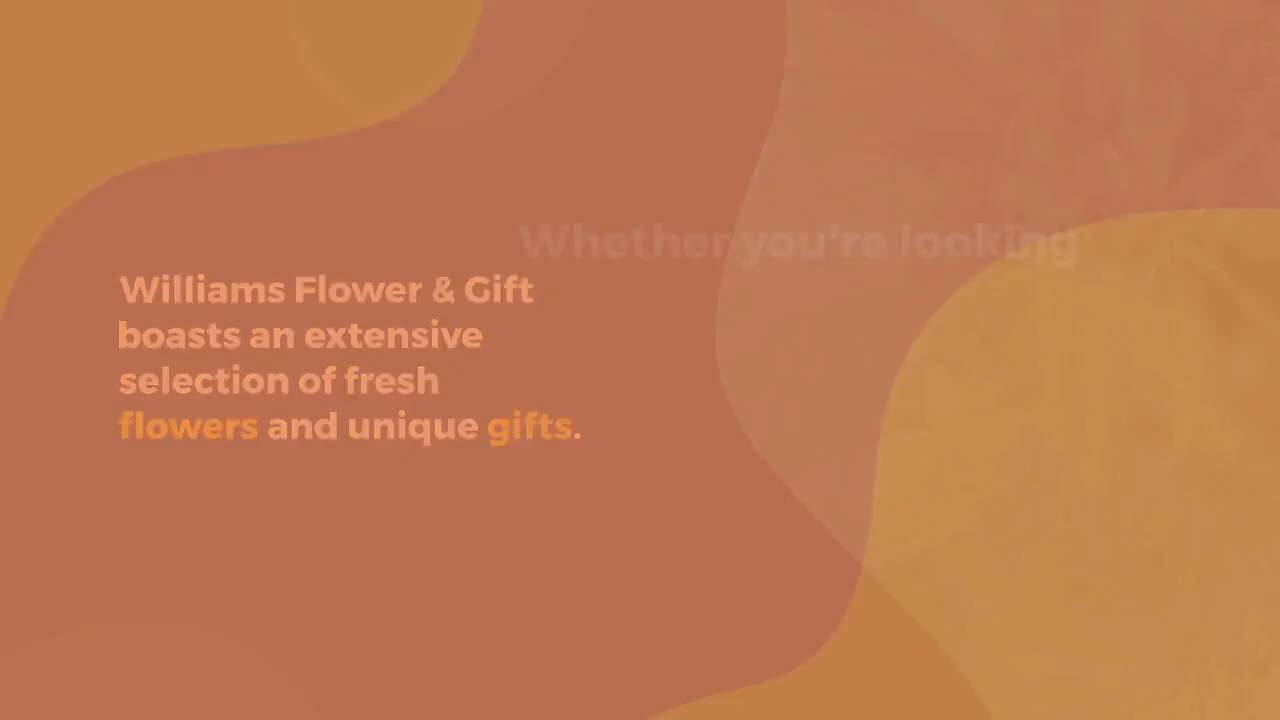 Whether you're looking
Williams Flower & Gift
boasts an extensive
selection of fresh
flowers and unique gifts.